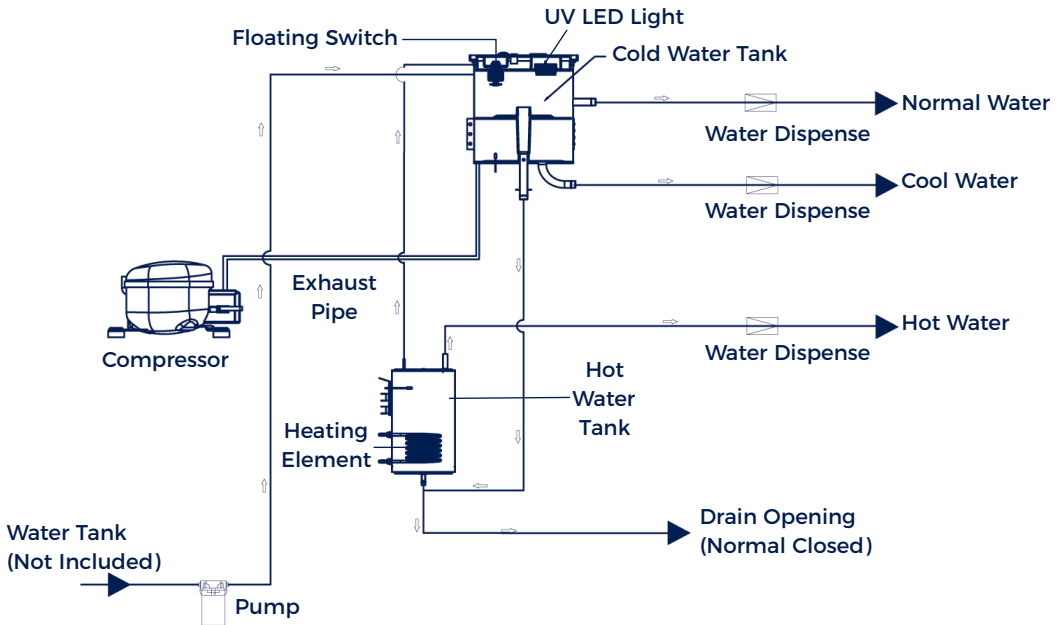 UV LED Light
Floating Switch
Cold Water Tank
Normal Water
Water Dispense
Cool Water
Water Dispense
Exhaust
Pipe
Compressor
Hot Water
Water Dispense
Hot
Water
Tank
Heating
Element
Water Tank
(Not Included)
Drain Opening
(Normal Closed)
Pump